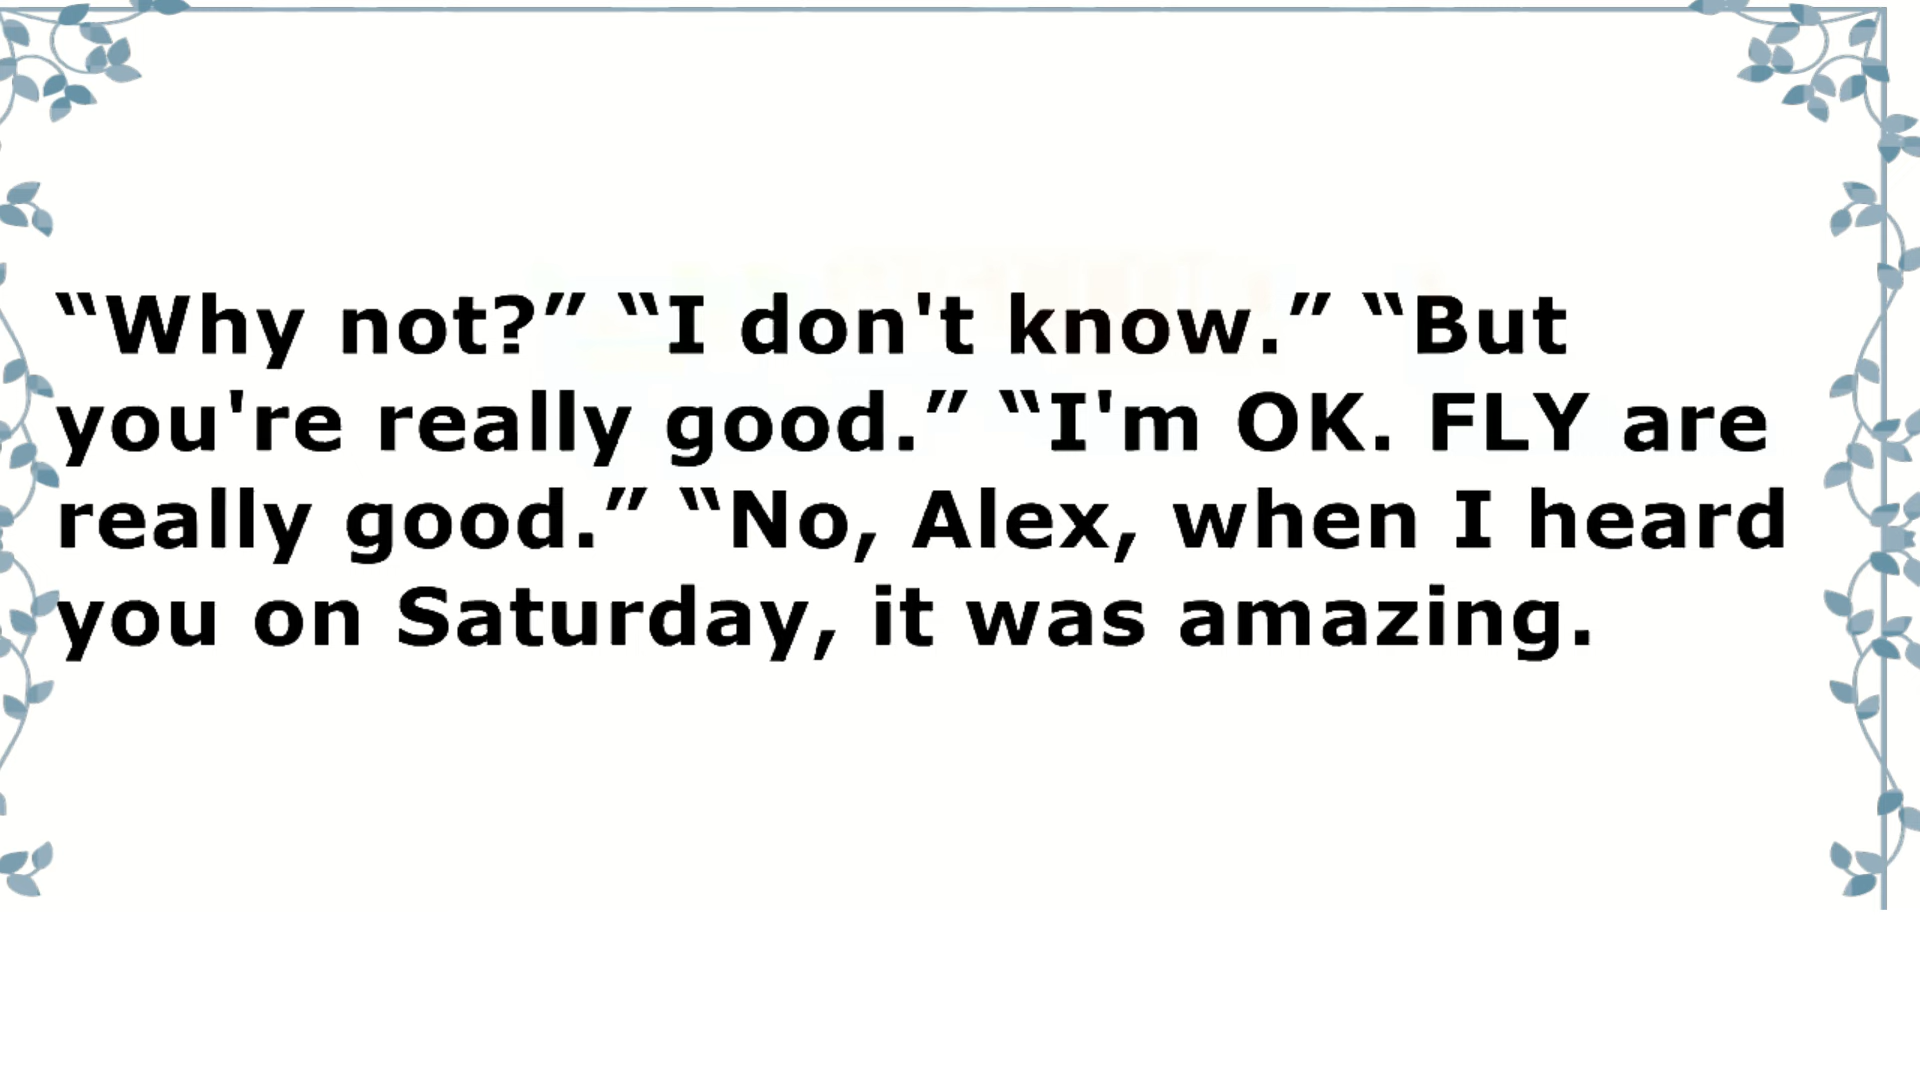 “Why not?” “I don't know.” “But
you're really good.” “I'm OK. FLY are
really good.” “No, Alex, when I heard
you on Saturday, it was amazing.